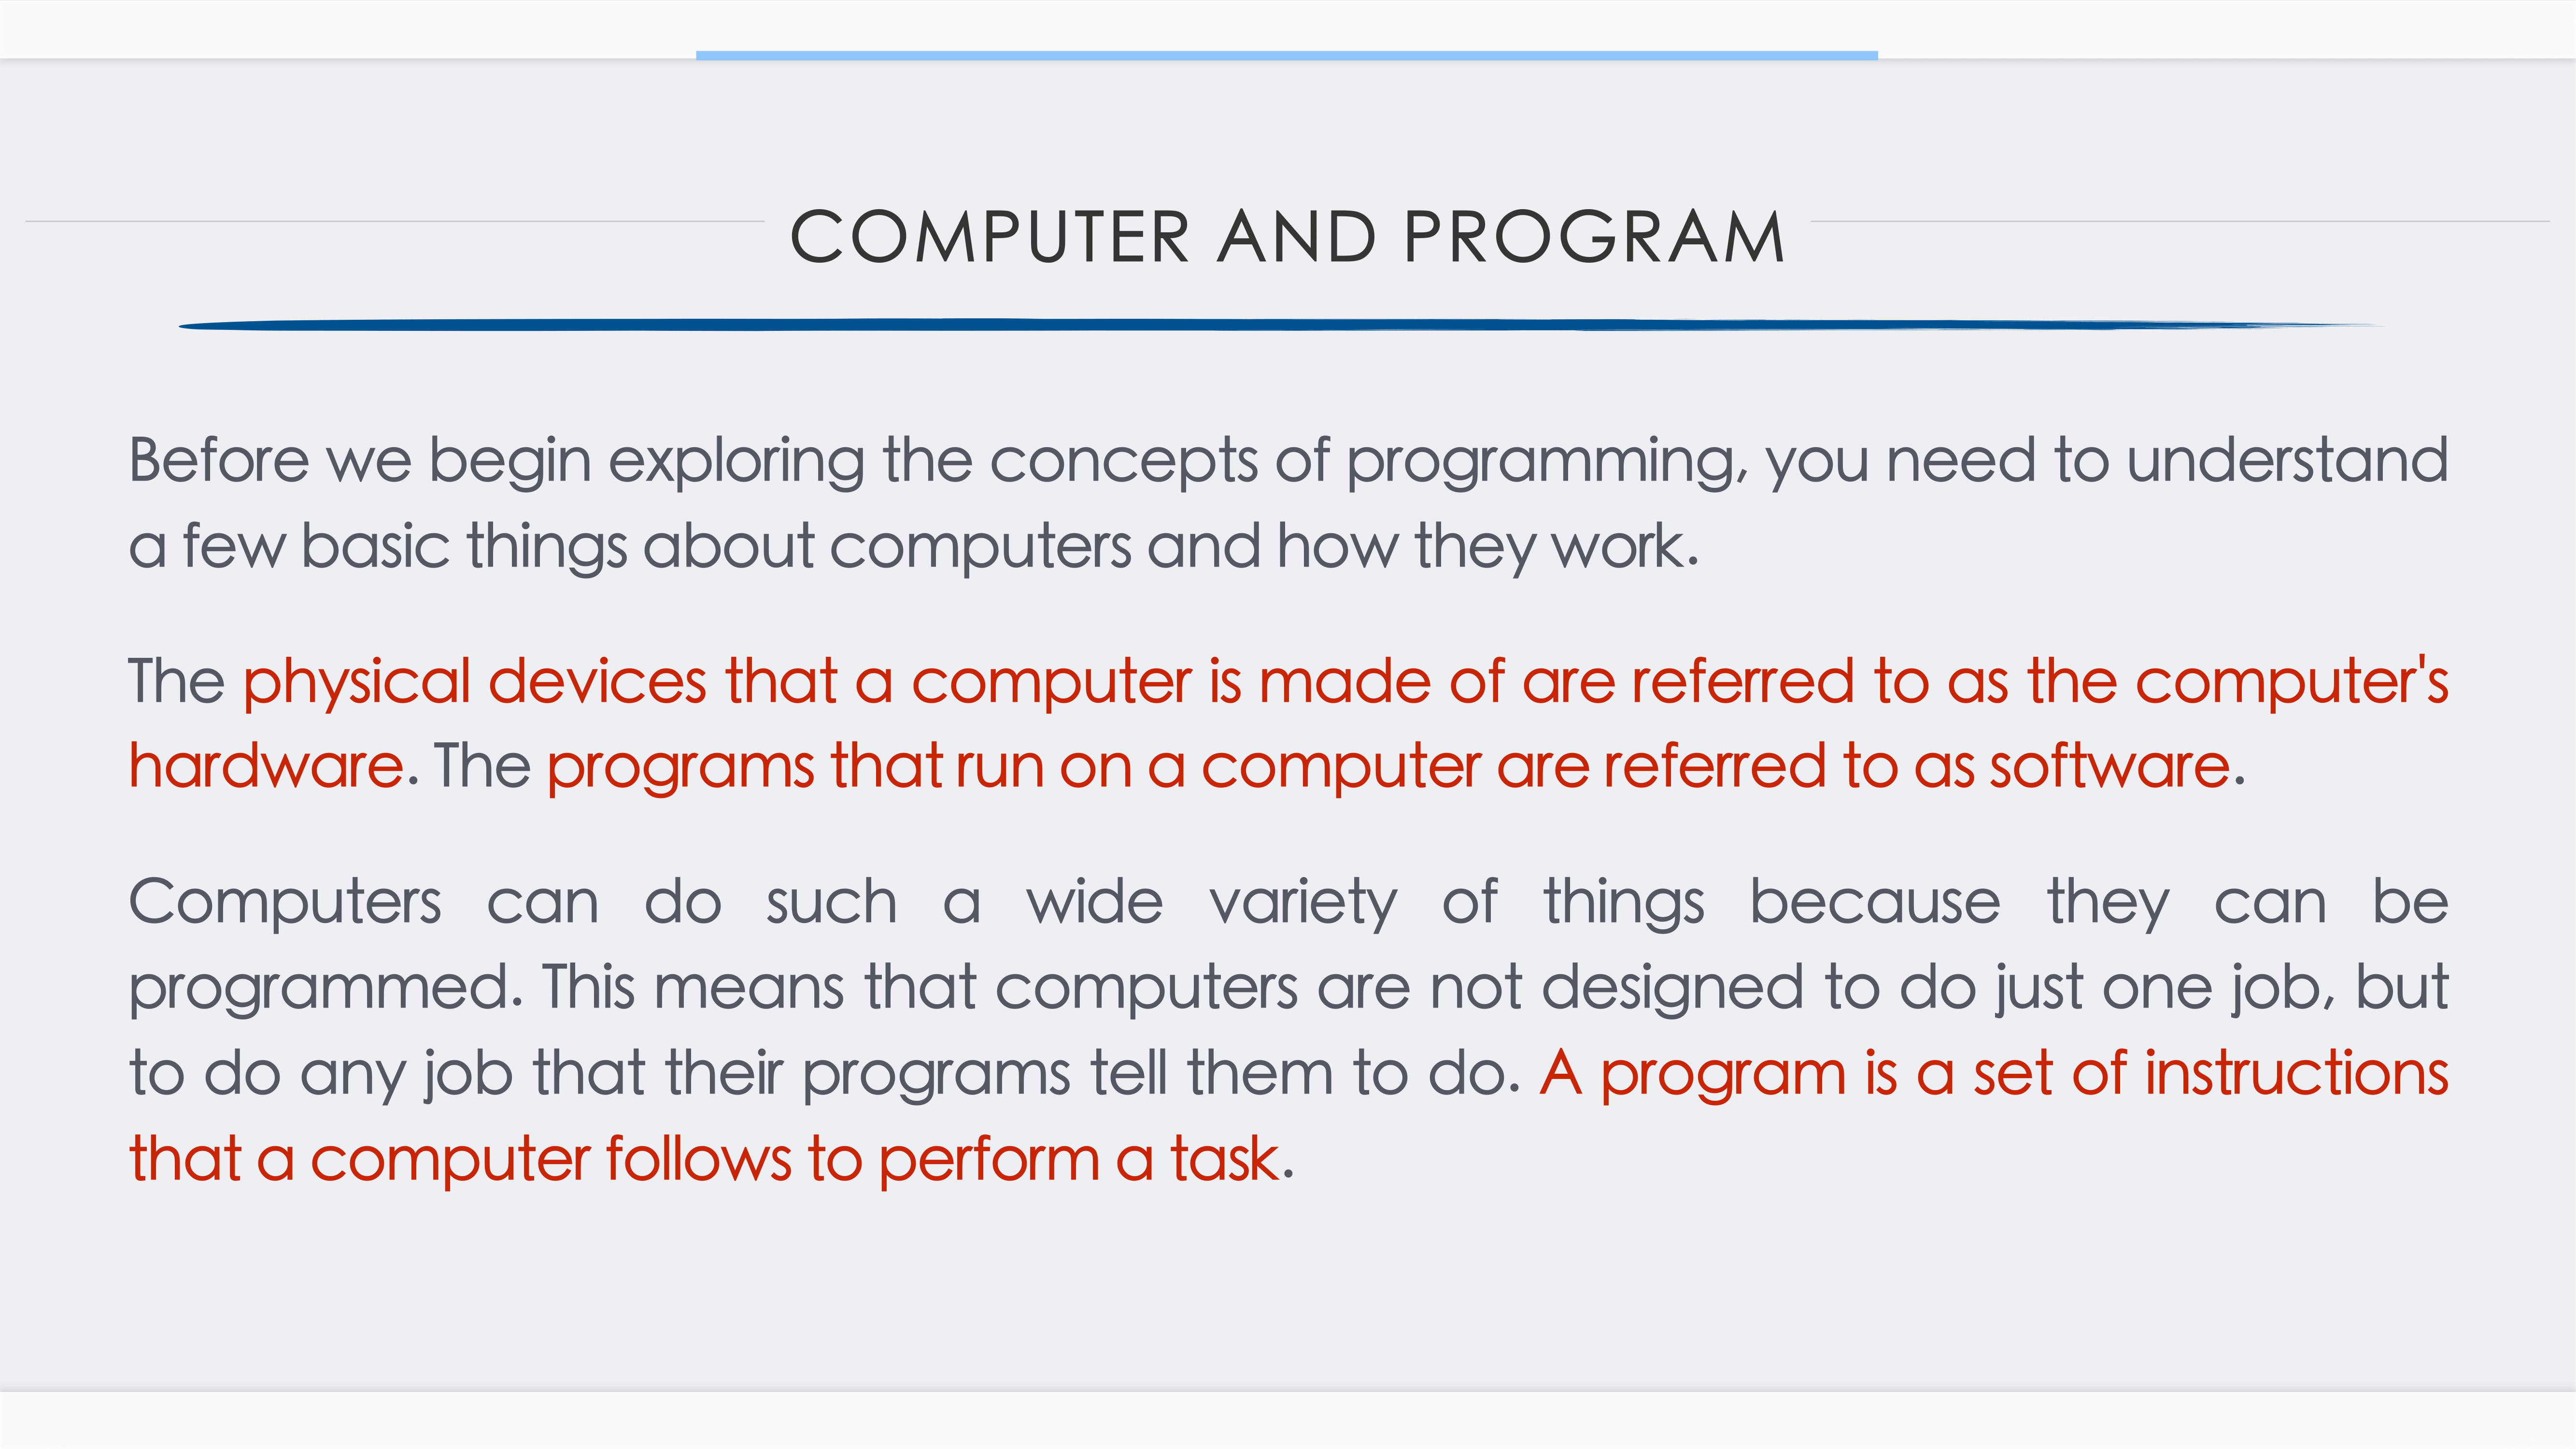 COMPUTER AND PROGRAM
Before we begin exploring the concepts of programming, you need to understand
a few basic things about computers and how they work.
The physical devices that a computer is made of are referred to as the computer's
hardware. The programs that run on a computer are referred to as software.
Computers can do such a wide variety of things because they can be
programmed. This means that computers are not designed to do just one job, but
to do any job that their programs tell them to do. A program is a set of instructions
that a computer follows to perform a task.